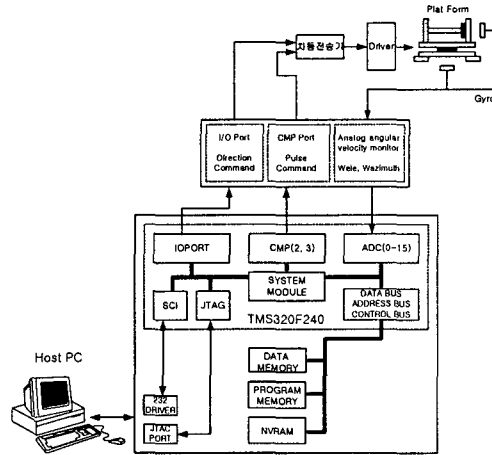 Plat Form
차동전송기
Driver
Gyro
I/O Port
Direction
Command
CMP Port
Pulse
Command
Analog angular
velocity monitor
Wele, Wazimuth
IOPORT
CMP(2, 3)
ADC(0-15)
SYSTEM
MODULE
SCI
JTAG
DATA BUS
ADDRESS BUS
CONTROL BUS
TMS320F240
Host PC
DATA
MEMORY
PROGRAM
MEMORY
NVRAM
232
DRIVER
JTAC
PORT